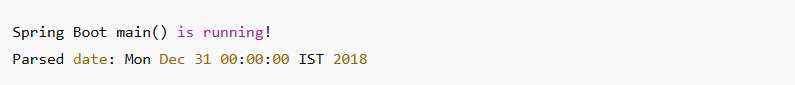 Spring Boot main() is running!
Parsed date: Mon Dec 31 00:00:00 IST 2018